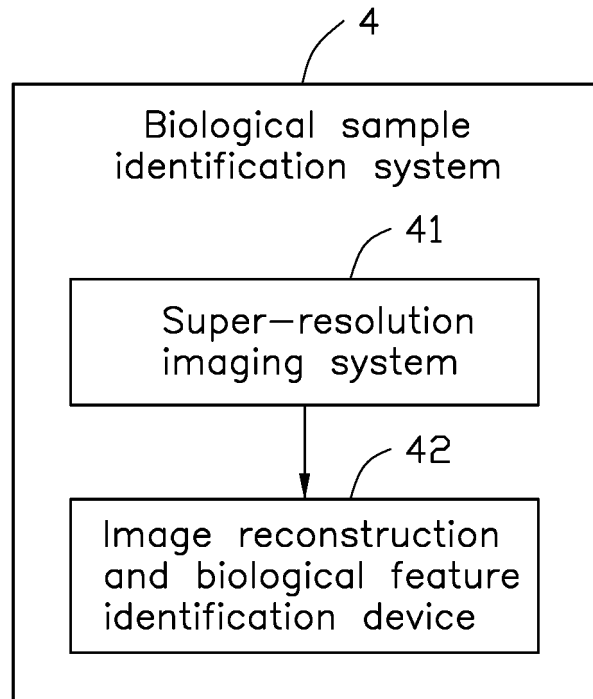 4
Biological sample
identification system
41
Super-resolution
imaging system
42
Image reconstruction
and biological feature
identification device